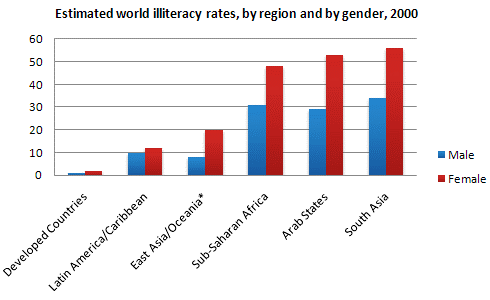 Estimated world illiteracy rates, by region and by gender, 2000
60
50
40
30
20
10
0
Male
Female
Developed Countries
Latin America/Caribbean
East Asia/Oceania*
Sub-Saharan Africa
Arab States
South Asia